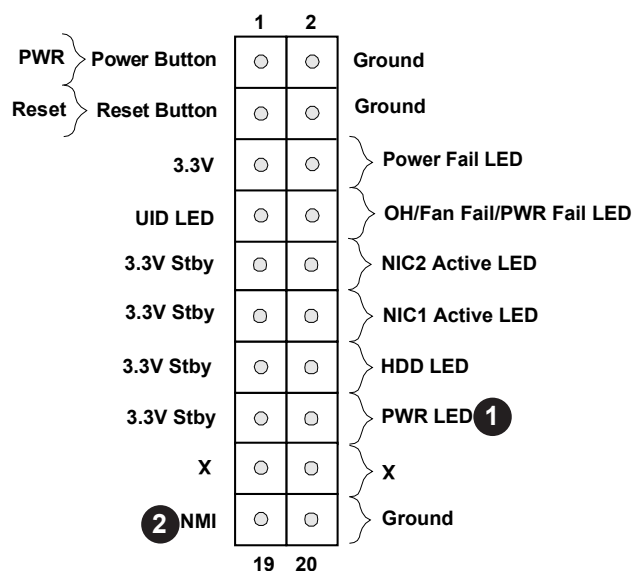 1 2
PWR Power Button Ground
Reset Reset Button Ground
3.3V Power Fail LED
UID LED OH/Fan Fail/PWR Fail LED
3.3V Stby NIC2 Active LED
3.3V Stby NIC1 Active LED
3.3V Stby HDD LED
3.3V Stby PWR LED 1
X X
2 NMI Ground
19 20